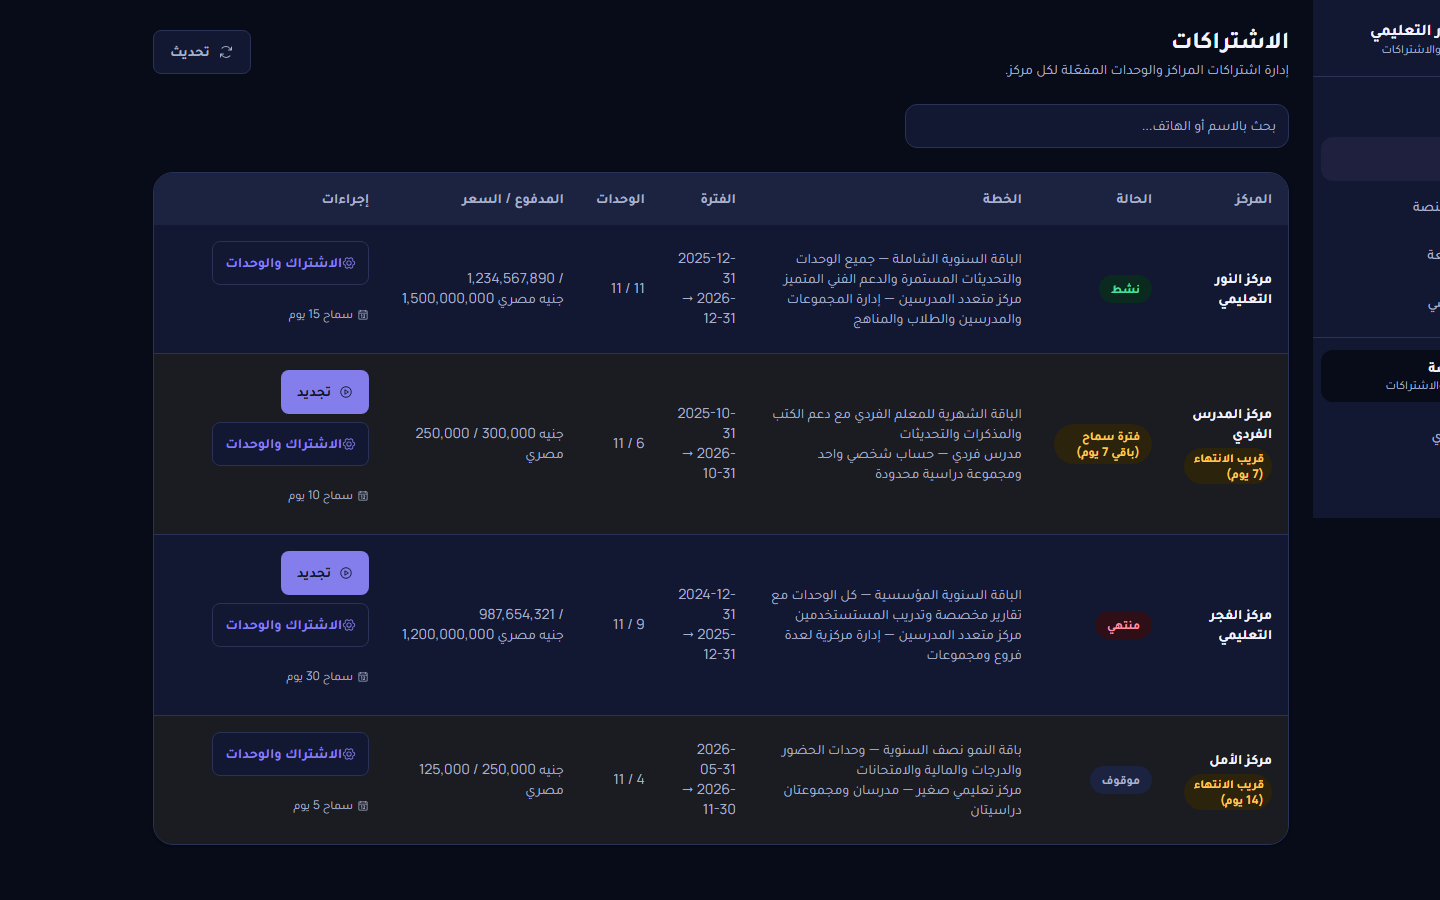 الاشتراكات
إدارة اشتراكات المراكز والوحدات المفعّلة لكل مركز.
تحديث
بحث بالاسم أو الهاتف...
المركز
الحالة
الخطة
الفترة
الوحدات
المدفوع / السعر
إجراءات
مركز النور
التعليمي
نشط
الباقة السنوية الشاملة — جميع الوحدات
والتحديثات المستمرة والدعم الفني المتميز
مركز متعدد المدرسين — إدارة المجموعات
والمدرسين والطلاب والمناهج
2025-12-
31
→ 2026-
12-31
11 / 11
1,234,567,890 /
1,500,000,000 جنيه مصري
الاشتراك والوحدات
سماح 15 يوم
مركز المدرس
الفردي
قريب الانتهاء
(7 يوم)
فترة سماح
(باقي 7 يوم)
الباقة الشهرية للمعلم الفردي مع دعم الكتب
والمذكرات والتحديثات
مدرس فردي — حساب شخصي واحد
ومجموعة دراسية محدودة
2025-10-
31
→ 2026-
10-31
11 / 6
250,000 / 300,000 جنيه
مصري
تجديد
الاشتراك والوحدات
سماح 10 يوم
مركز الفجر
التعليمي
منتهي
الباقة السنوية المؤسسية — كل الوحدات مع
تقارير مخصصة وتدريب المستستخدمين
مركز متعدد المدرسين — إدارة مركزية لعدة
فروع ومجموعات
2024-12-
31
→ 2025-
12-31
11 / 9
987,654,321 /
1,200,000,000 جنيه مصري
تجديد
الاشتراك والوحدات
سماح 30 يوم
مركز الأمل
قريب الانتهاء
(14 يوم)
موقوف
باقة النمو نصف السنوية — وحدات الحضور
والدرجات والمالية والامتحانات
مركز تعليمي صغير — مدرسان ومجموعتان
دراسيتان
2026-
05-31
→ 2026-
11-30
11 / 4
125,000 / 250,000 جنيه
مصري
الاشتراك والوحدات
سماح 5 يوم
التعليمي
والاشتراكات